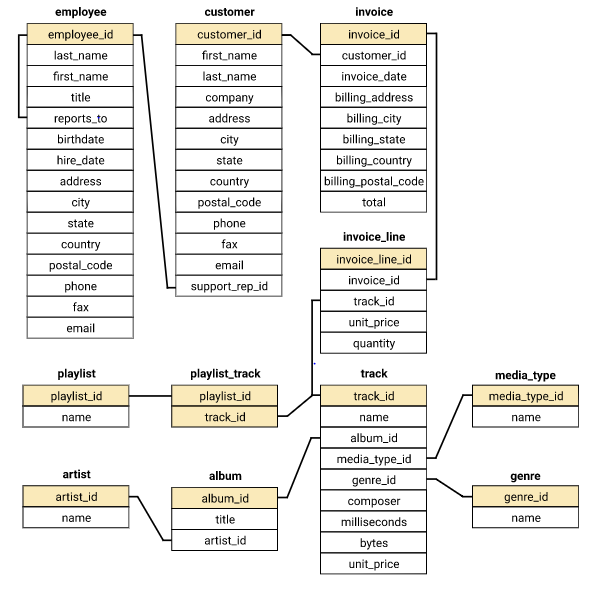 employee
employee_id
last_name
first_name
title
reports_to
birthdate
hire_date
address
city
state
country
postal_code
phone
fax
email
customer
customer_id
first_name
last_name
company
address
city
state
country
postal_code
phone
fax
email
support_rep_id
invoice
invoice_id
customer_id
invoice_date
billing_address
billing_city
billing_state
billing_country
billing_postal_code
total
invoice_line
invoice_line_id
invoice_id
track_id
unit_price
quantity
playlist
playlist_id
name
playlist_track
playlist_id
track_id
track
track_id
name
album_id
media_type_id
genre_id
composer
milliseconds
bytes
unit_price
media_type
media_type_id
name
artist
artist_id
name
album
album_id
title
artist_id
genre
genre_id
name